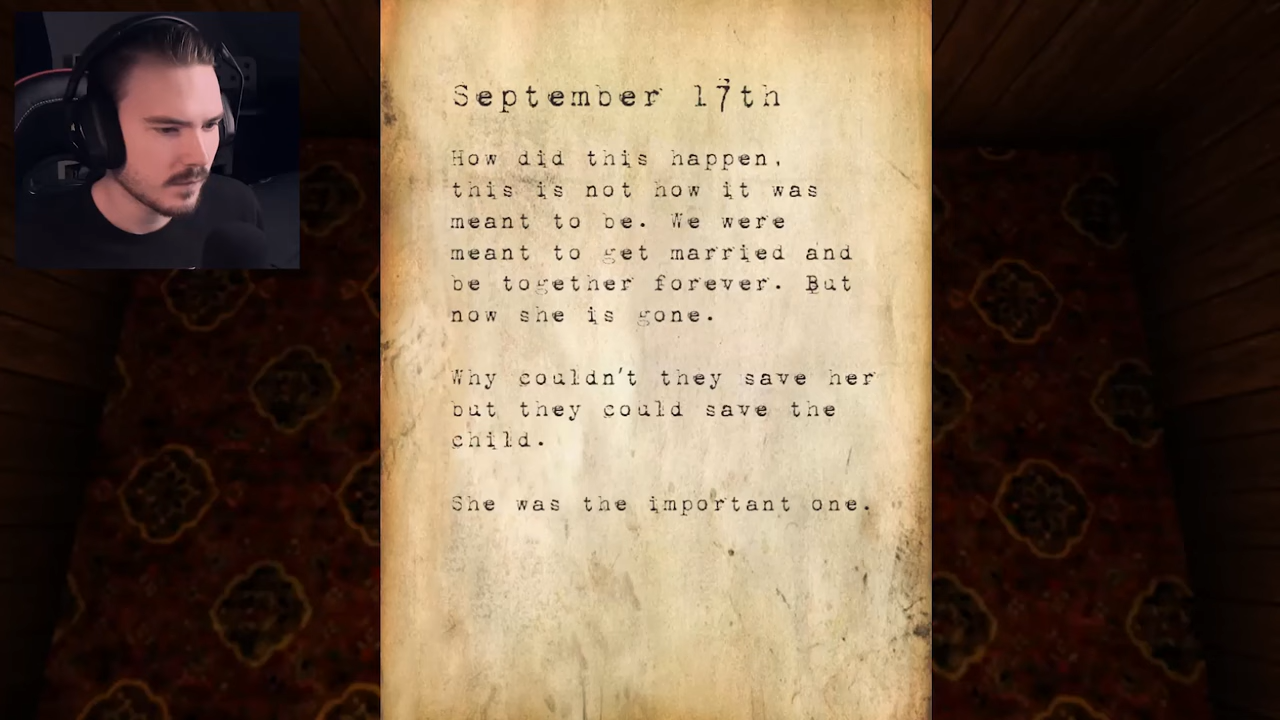 September 17th
How did this happen,
this is not how it was
meant to be. We were
meant to get married and
be together forever. But
now she is gone.
Why couldn't they save her
but they could save the
child.
She was the important one.